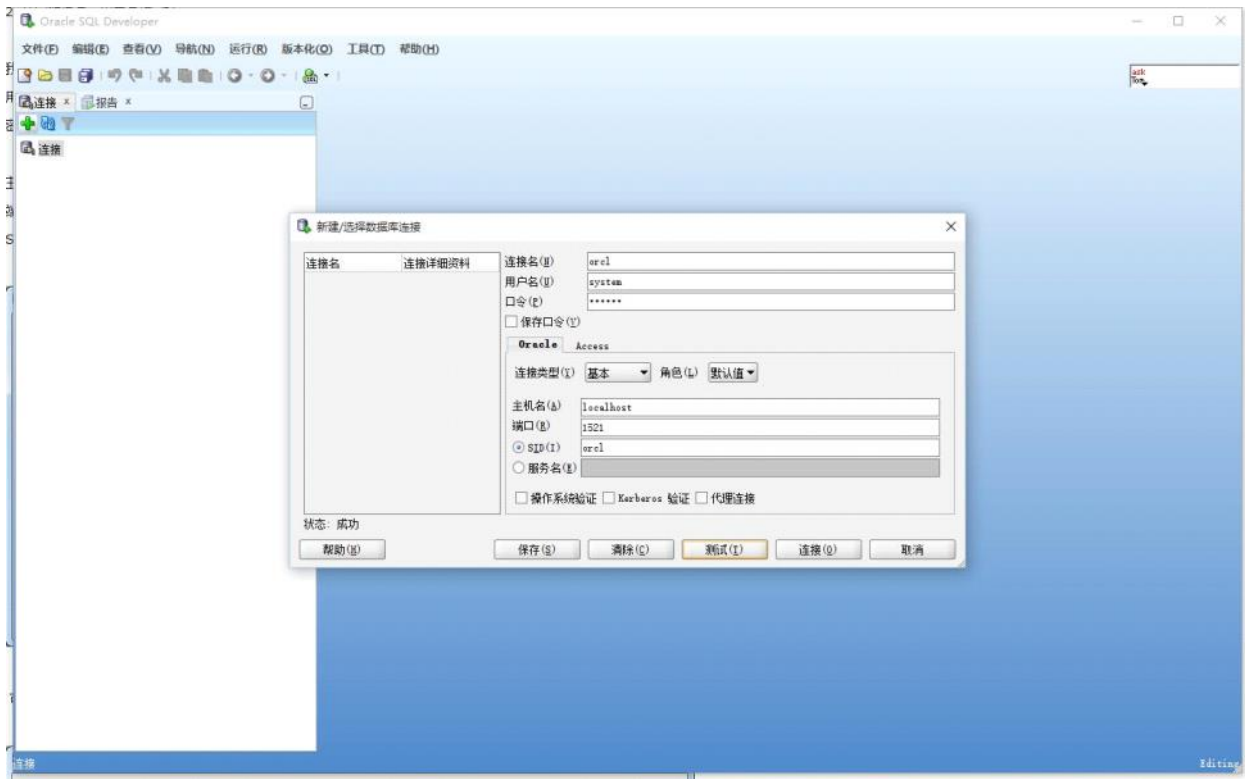 Oracle SQL Developer
文件(F) 编辑(E) 查看(V) 导航(N) 运行(R) 版本化(O) 工具(T) 帮助(H)
ask
Tom
连接 报告
连接
新建/选择数据库连接
连接名 连接详细资料
连接名(N) orcl
用户名(U) system
口令(P) ••••••
保存口令(V)
Oracle Access
连接类型(Y) 基本 角色(L) 默认值
主机名(A) localhost
端口(R) 1521
SID(I) orcl
服务名(E)
操作系统验证 Kerberos 验证 代理连接
状态: 成功
帮助(H) 保存(S) 清除(C) 测试(T) 连接(O) 取消
连接 Editing